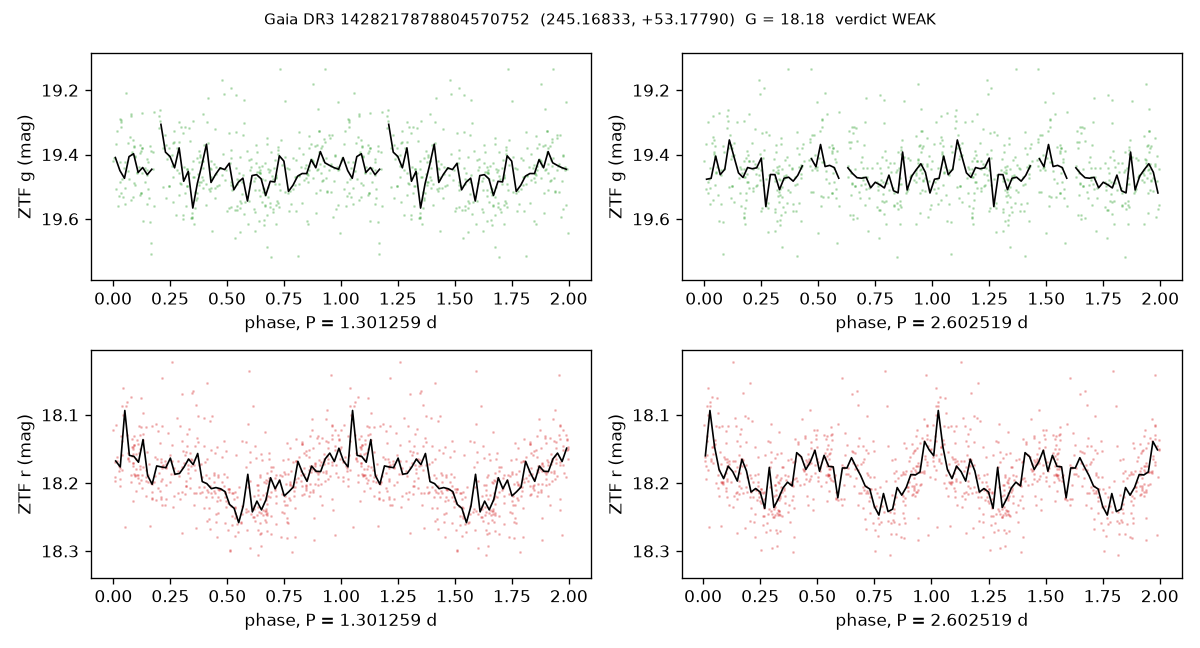 Gaia DR3 1428217878804570752 (245.16833, +53.17790) G = 18.18 verdict WEAK
ZTF g (mag)
19.2
19.4
19.6
0.00 0.25 0.50 0.75 1.00 1.25 1.50 1.75 2.00
phase, P = 1.301259 d
ZTF g (mag)
19.2
19.4
19.6
0.00 0.25 0.50 0.75 1.00 1.25 1.50 1.75 2.00
phase, P = 2.602519 d
ZTF r (mag)
18.1
18.2
18.3
0.00 0.25 0.50 0.75 1.00 1.25 1.50 1.75 2.00
phase, P = 1.301259 d
ZTF r (mag)
18.1
18.2
18.3
0.00 0.25 0.50 0.75 1.00 1.25 1.50 1.75 2.00
phase, P = 2.602519 d